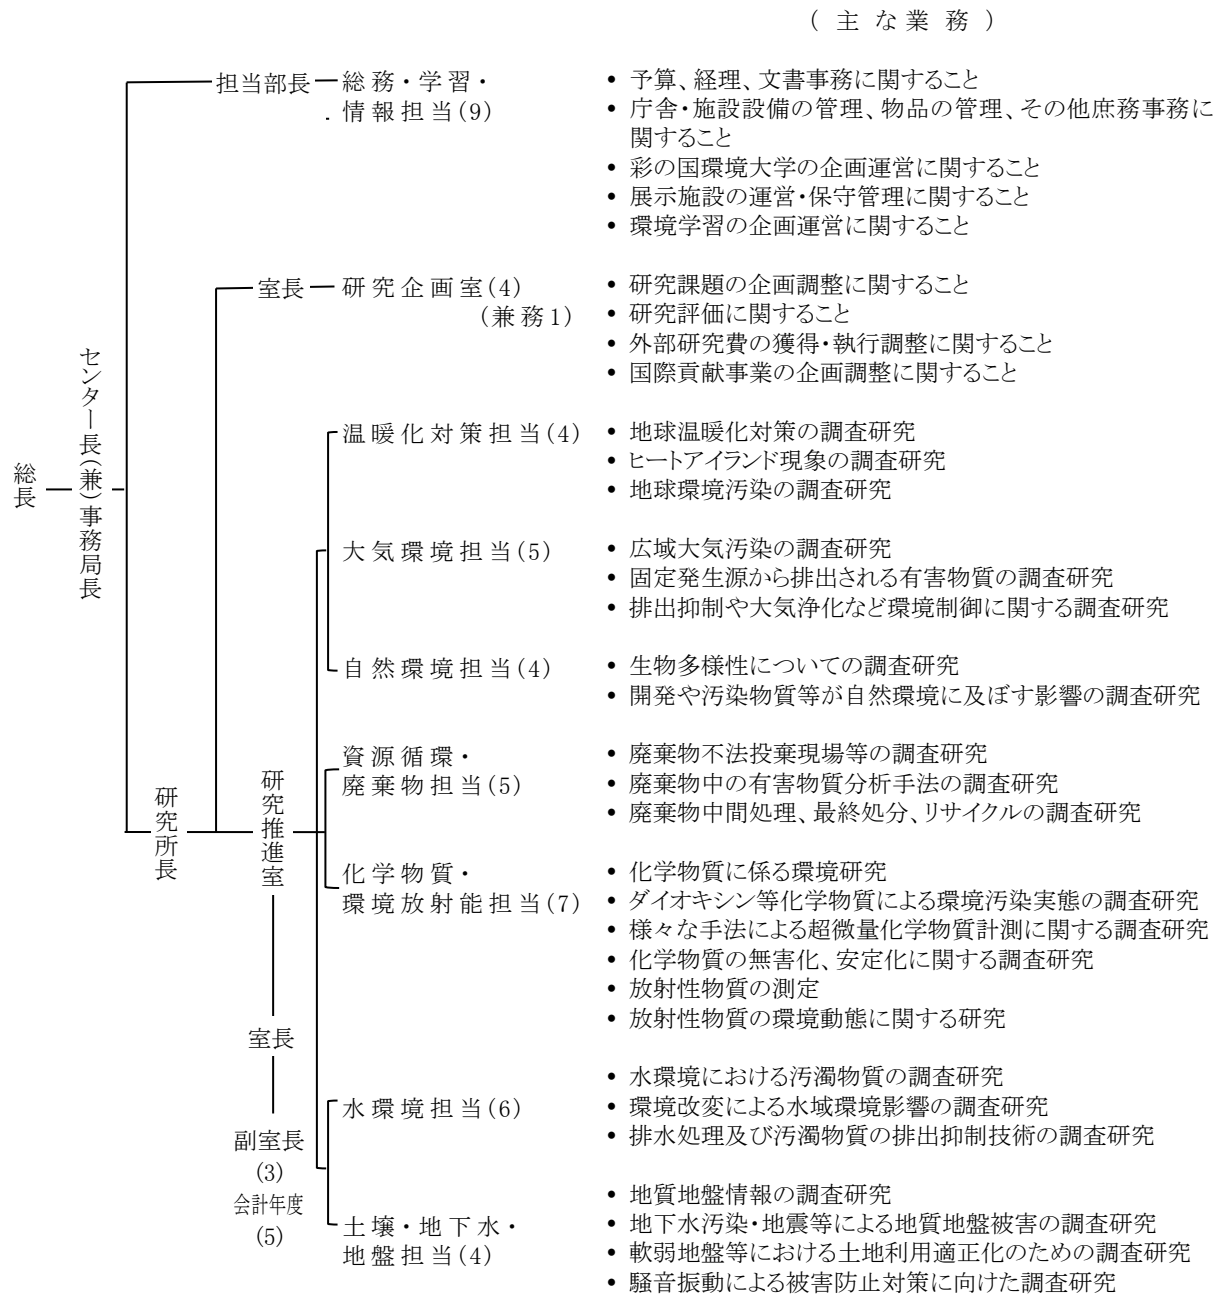 (主な業務)
総長
センター長(兼)事務局長
担当部長
総務・学習・
情報担当(9)
• 予算、経理、文書事務に関すること
• 庁舎・施設設備の管理、物品の管理、その他庶務事務に
関すること
• 彩の国環境大学の企画運営に関すること
• 展示施設の運営・保守管理に関すること
• 環境学習の企画運営に関すること
研究所長
室長
研究企画室(4)
(兼務1)
• 研究課題の企画調整に関すること
• 研究評価に関すること
• 外部研究費の獲得・執行調整に関すること
• 国際貢献事業の企画調整に関すること
研究推進室
室長
副室長
(3)
会計年度
(5)
温暖化対策担当(4)
• 地球温暖化対策の調査研究
• ヒートアイランド現象の調査研究
• 地球環境汚染の調査研究
大気環境担当(5)
• 広域大気汚染の調査研究
• 固定発生源から排出される有害物質の調査研究
• 排出抑制や大気浄化など環境制御に関する調査研究
自然環境担当(4)
• 生物多様性についての調査研究
• 開発や汚染物質等が自然環境に及ぼす影響の調査研究
資源循環・
廃棄物担当(5)
• 廃棄物不法投棄現場等の調査研究
• 廃棄物中の有害物質分析手法の調査研究
• 廃棄物中間処理、最終処分、リサイクルの調査研究
化学物質・
環境放射能担当(7)
• 化学物質に係る環境研究
• ダイオキシン等化学物質による環境汚染実態の調査研究
• 様々な手法による超微量化学物質計測に関する調査研究
• 化学物質の無害化、安定化に関する調査研究
• 放射性物質の測定
• 放射性物質の環境動態に関する研究
水環境担当(6)
• 水環境における汚濁物質の調査研究
• 環境改変による水域環境影響の調査研究
• 排水処理及び汚濁物質の排出抑制技術の調査研究
土壌・地下水・
地盤担当(4)
• 地質地盤情報の調査研究
• 地下水汚染・地震等による地質地盤被害の調査研究
• 軟弱地盤等における土地利用適正化のための調査研究
• 騒音振動による被害防止対策に向けた調査研究